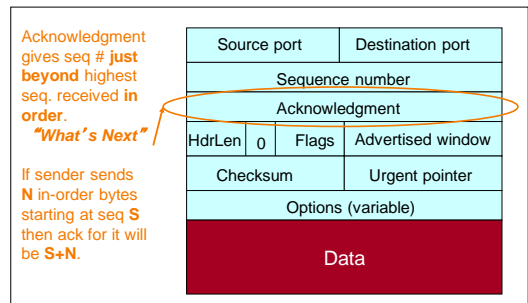 Acknowledgment
gives seq # just
beyond highest
seq. received in
order.
"What's Next"
If sender sends
N in-order bytes
starting at seq S
then ack for it will
be S+N.
Source port
Destination port
Sequence number
Acknowledgment
HdrLen
0
Flags
Advertised window
Checksum
Urgent pointer
Options (variable)
Data